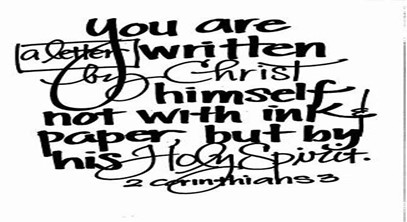 you are
a letter written
by Christ
himself
not with ink &
paper, but by
his Holy Spirit.
2 corinthians 3